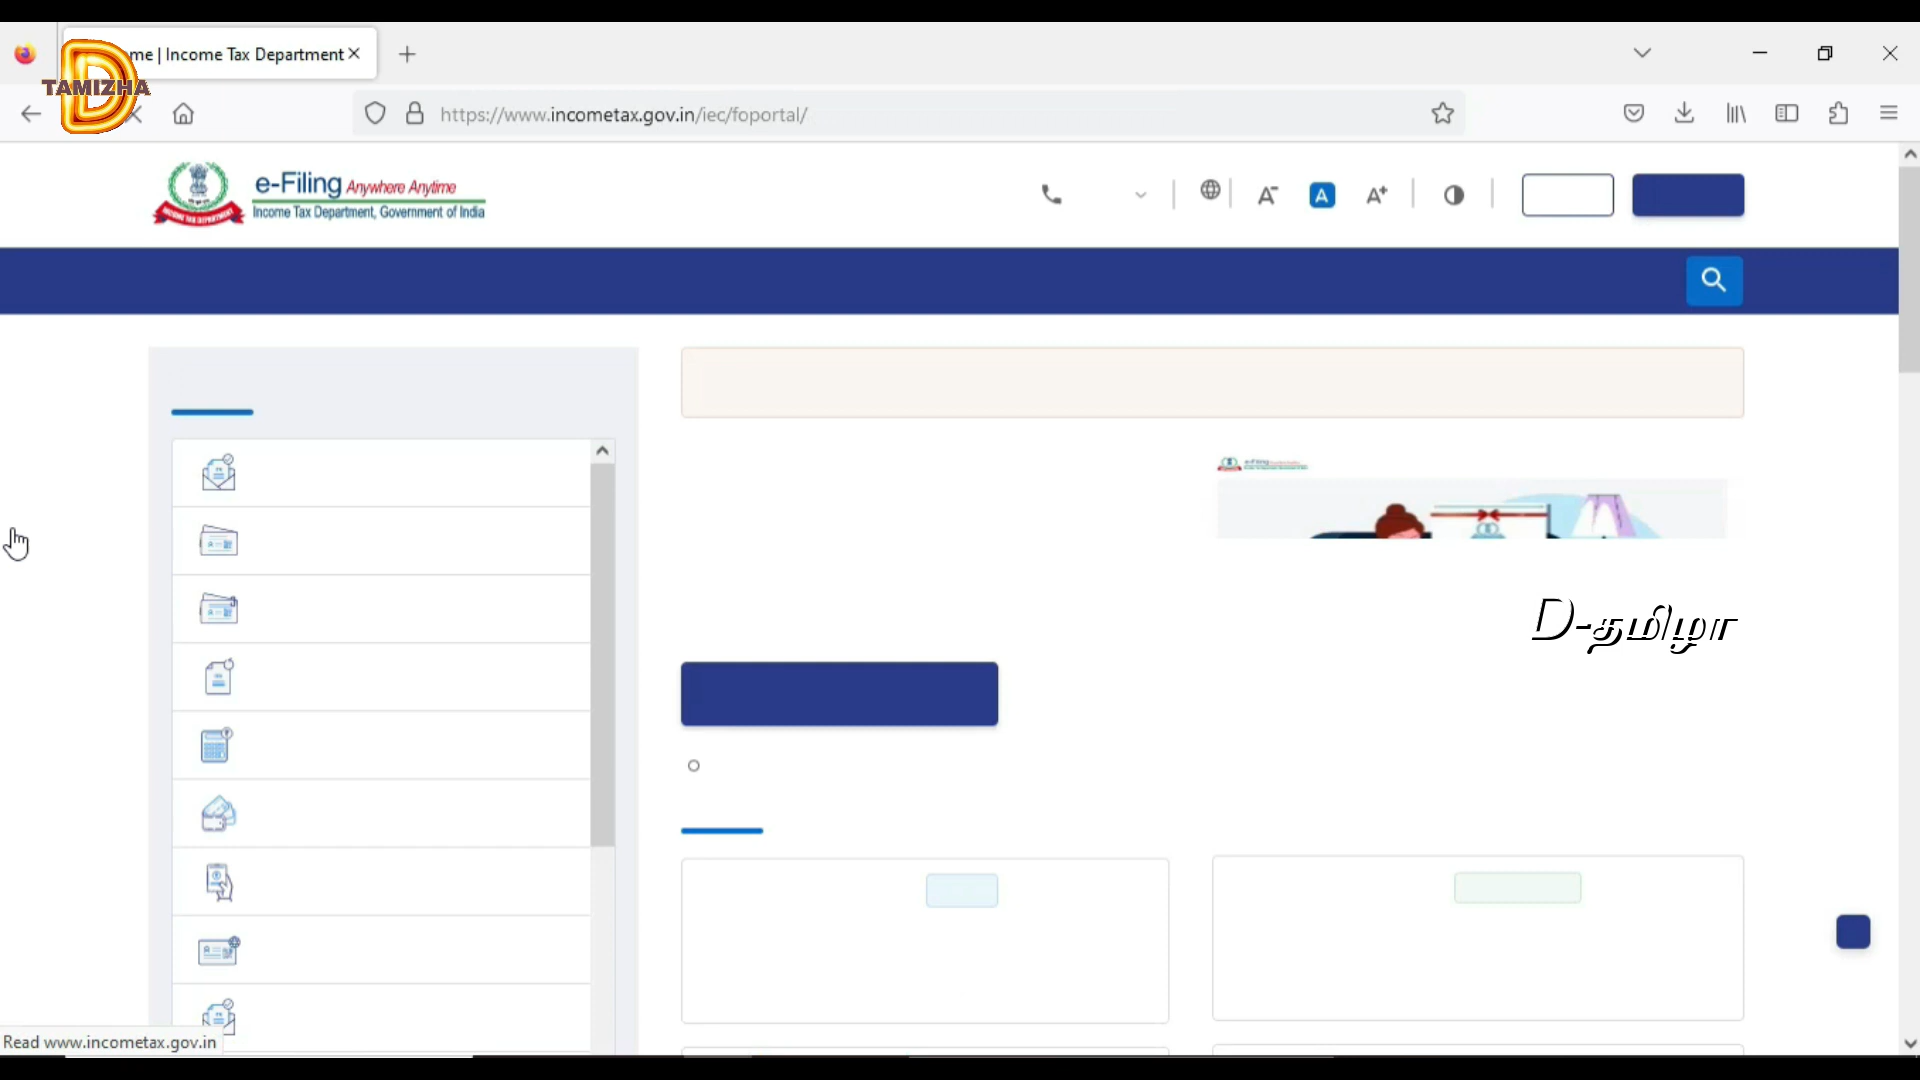 me | Income Tax Department
D
TAMIZHA
https://www.incometax.gov.in/iec/foportal/
e-Filing Anywhere Anytime
Income Tax Department, Government of India
A-
A
A+
D-தமிழா
Read www.incometax.gov.in